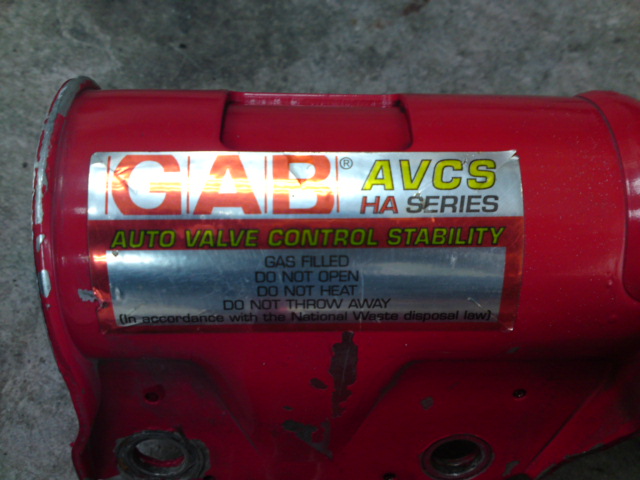 GAB® AVCS
HA SERIES
AUTO VALVE CONTROL STABILITY
GAS FILLED
DO NOT OPEN
DO NOT HEAT
DO NOT THROW AWAY
(in accordance with the National Waste disposal law)